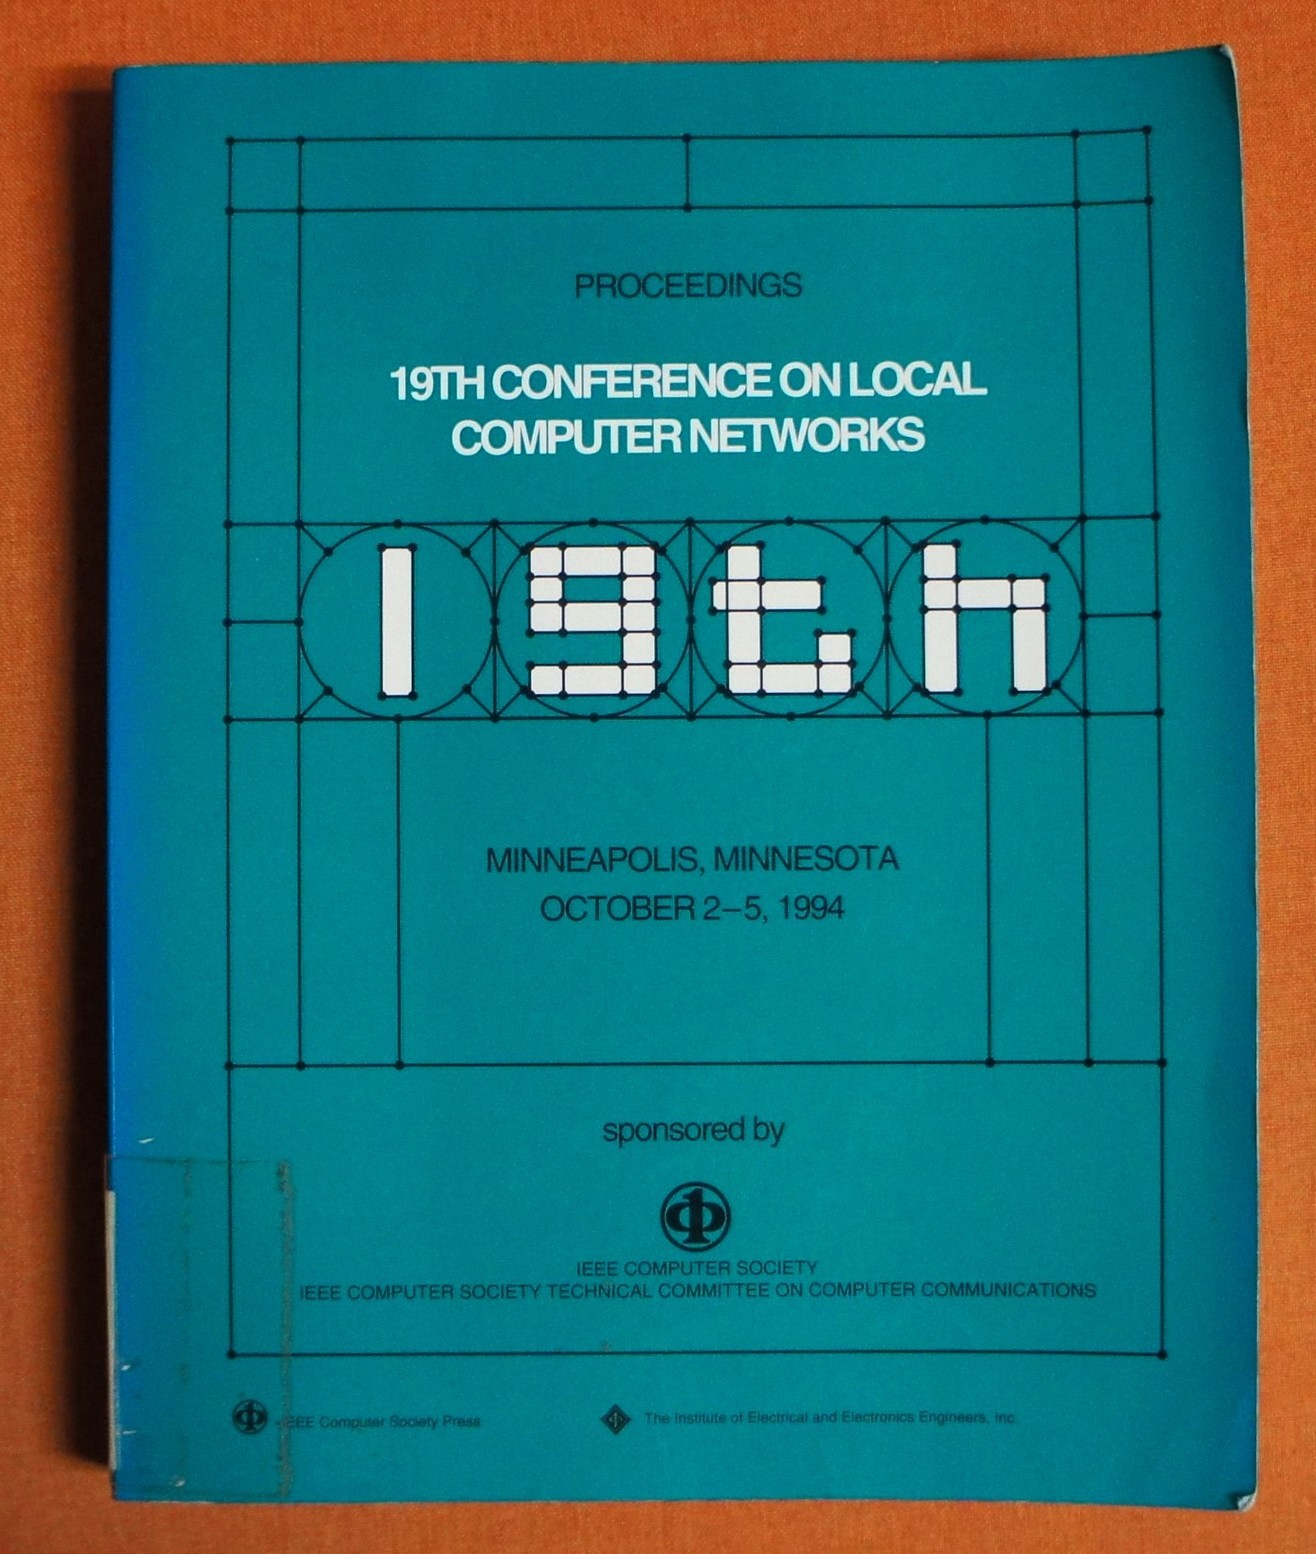 PROCEEDINGS
19TH CONFERENCE ON LOCAL
COMPUTER NETWORKS
19th
MINNEAPOLIS, MINNESOTA
OCTOBER 2–5, 1994
sponsored by
IEEE COMPUTER SOCIETY
IEEE COMPUTER SOCIETY TECHNICAL COMMITTEE ON COMPUTER COMMUNICATIONS
IEEE Computer Society Press
The Institute of Electrical and Electronics Engineers, Inc.